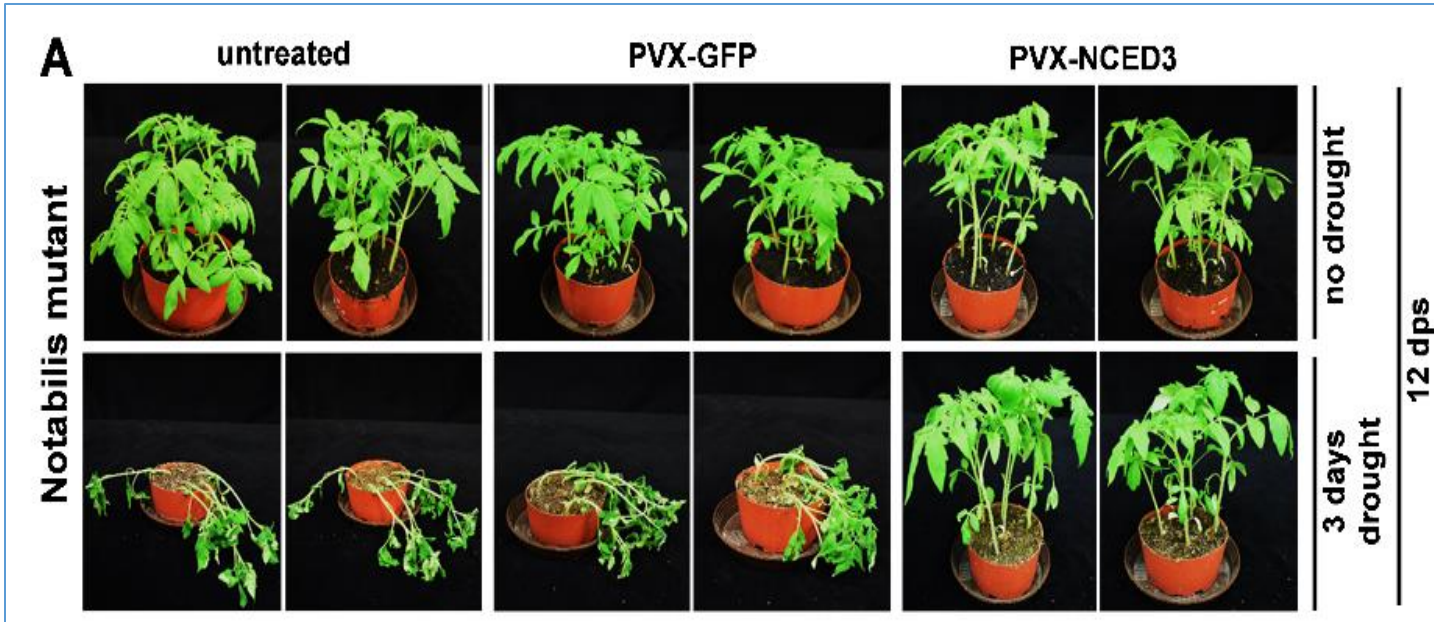 A
untreated
PVX-GFP
PVX-NCED3
Notabilis mutant
no drought
3 days
drought
12 dps